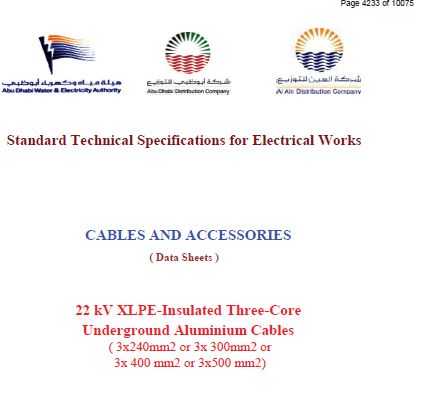 Page 4233 of 10075
هيئة مياه وكهرباء أبوظبي
Abu Dhabi Water & Electricity Authority
شركة أبوظبي للتوزيع
Abu Dhabi Distribution Company
شركة العين للتوزيع
Al Ain Distribution Company
Standard Technical Specifications for Electrical Works
CABLES AND ACCESSORIES
( Data Sheets )
22 kV XLPE-Insulated Three-Core
Underground Aluminium Cables
( 3x240mm2 or 3x 300mm2 or
3x 400 mm2 or 3x500 mm2)